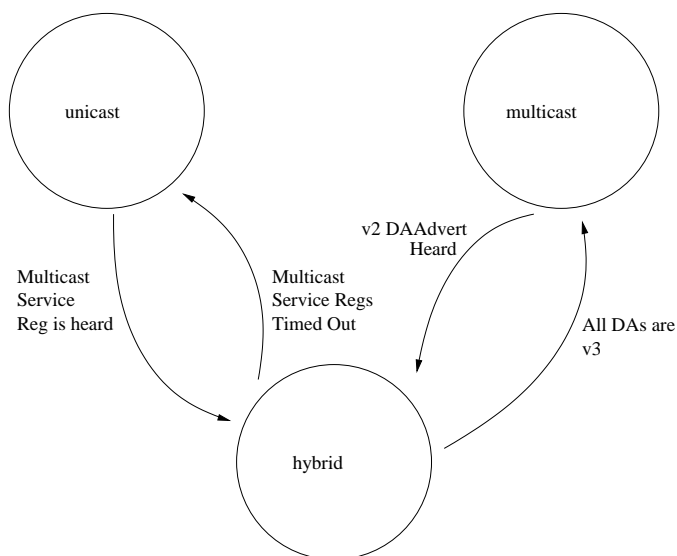 unicast
multicast
v2 DAAdvert
Heard
Multicast
Service
Reg is heard
Multicast
Service Regs
Timed Out
All DAs are
v3
hybrid